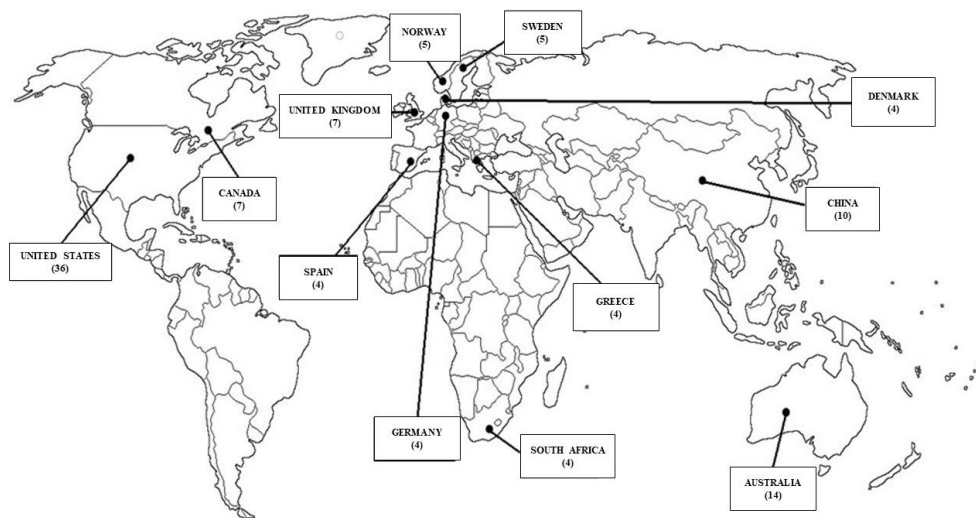 NORWAY
(5)
SWEDEN
(5)
UNITED KINGDOM
(7)
DENMARK
(4)
CANADA
(7)
CHINA
(10)
UNITED STATES
(36)
SPAIN
(4)
GREECE
(4)
GERMANY
(4)
SOUTH AFRICA
(4)
AUSTRALIA
(14)